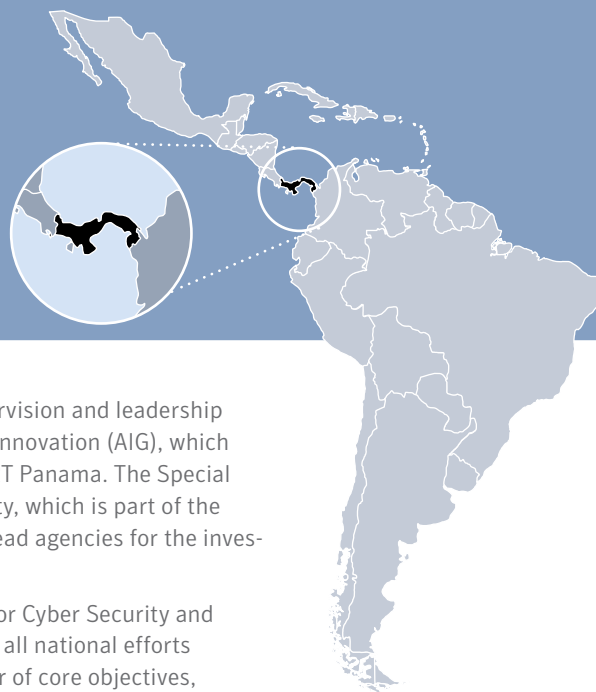 rvision and leadership
nnovation (AIG), which
T Panama. The Special
ty, which is part of the
ead agencies for the inves-
or Cyber Security and
all national efforts
r of core objectives,